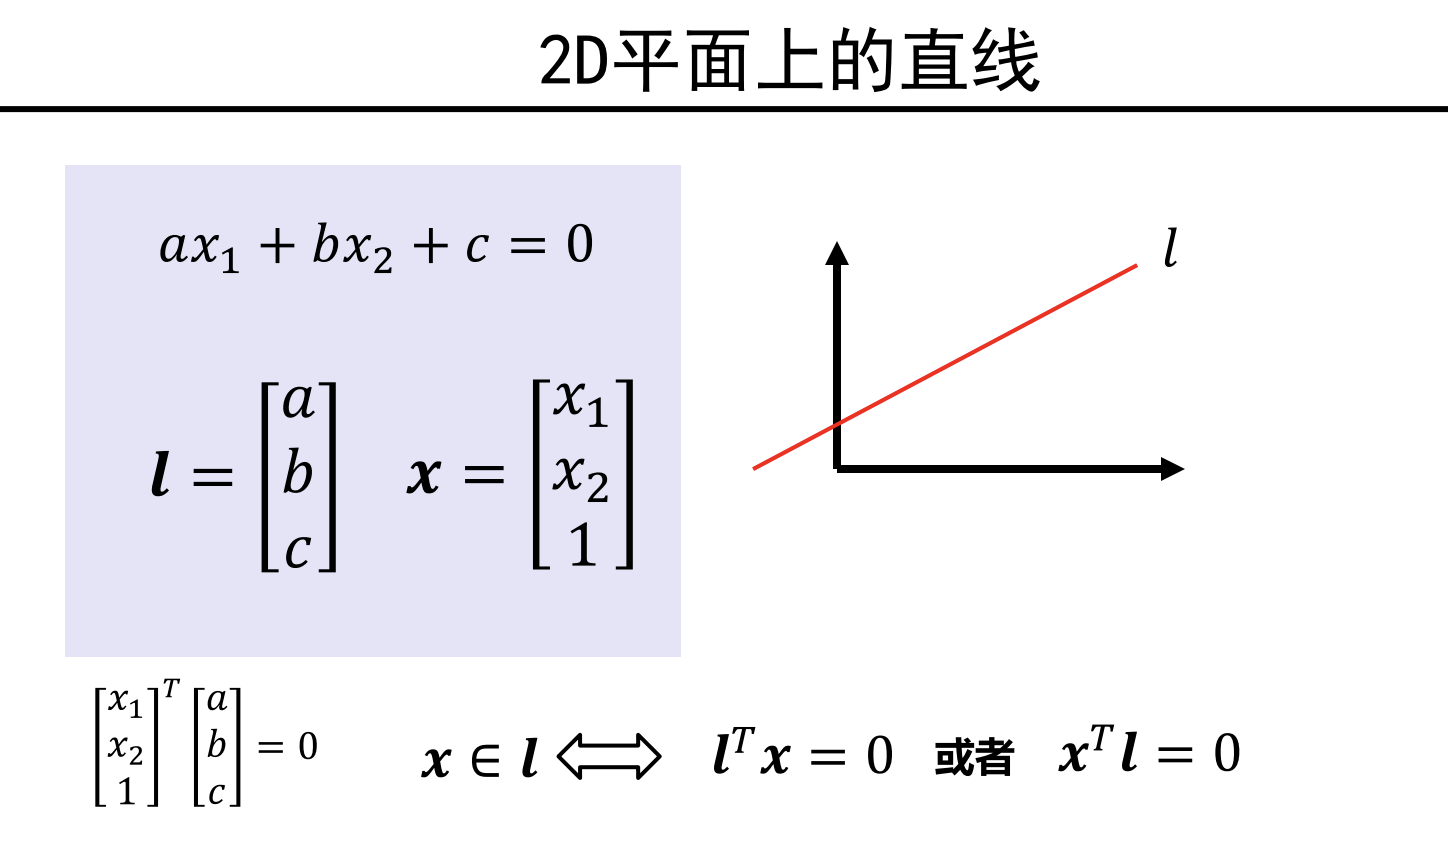 2D平面上的直线
ax₁ + bx₂ + c = 0
l
l = [a b c] x = [x₁ x₂ 1]
[x₁ x₂ 1]ᵀ [a b c] = 0
x ∈ l ⟺ lᵀx = 0 或者 xᵀl = 0